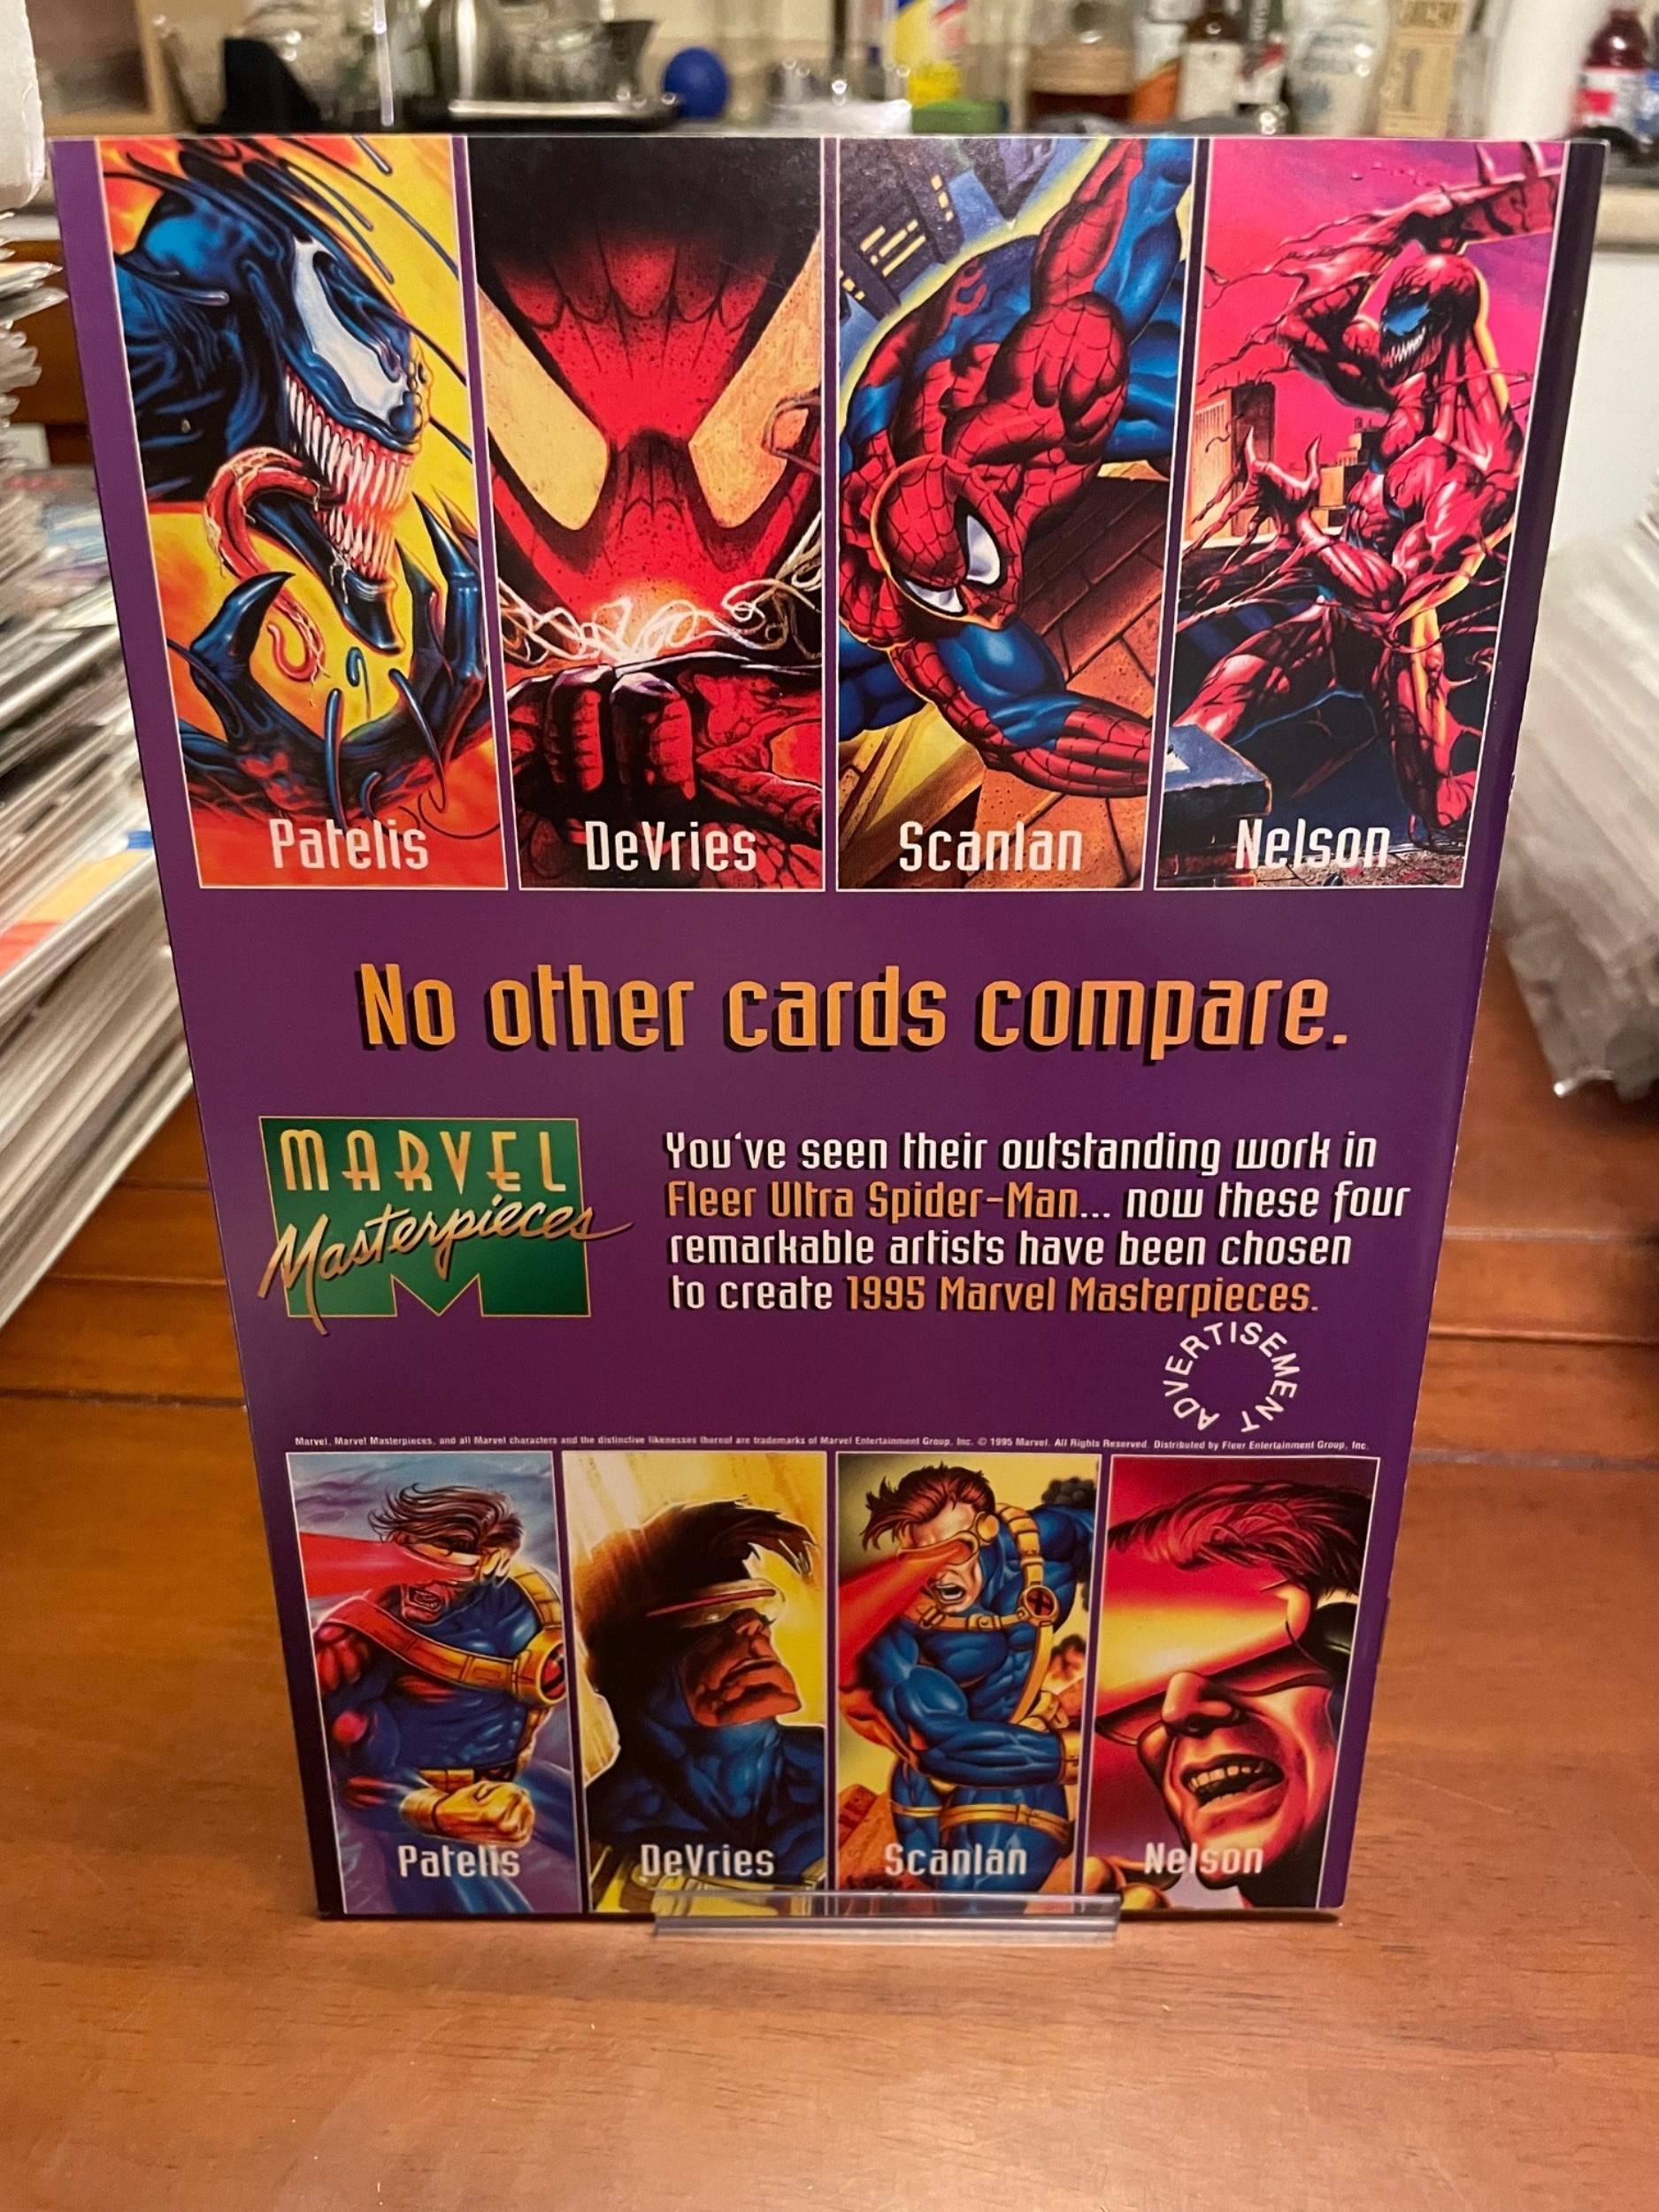 Patelis DeVries Scanlan Nelson
No other cards compare.
MARVEL
Masterpieces
You've seen their outstanding work in
Fleer Ultra Spider-Man... now these four
remarkable artists have been chosen
to create 1995 Marvel Masterpieces.
ADVERTISEMENT
Marvel, Marvel Masterpieces, and all Marvel characters and the distinctive likenesses thereof are trademarks of Marvel Entertainment Group, Inc. © 1995 Marvel. All Rights Reserved. Distributed by Fleer Entertainment Group, Inc.
Patelis DeVries Scanlan Nelson